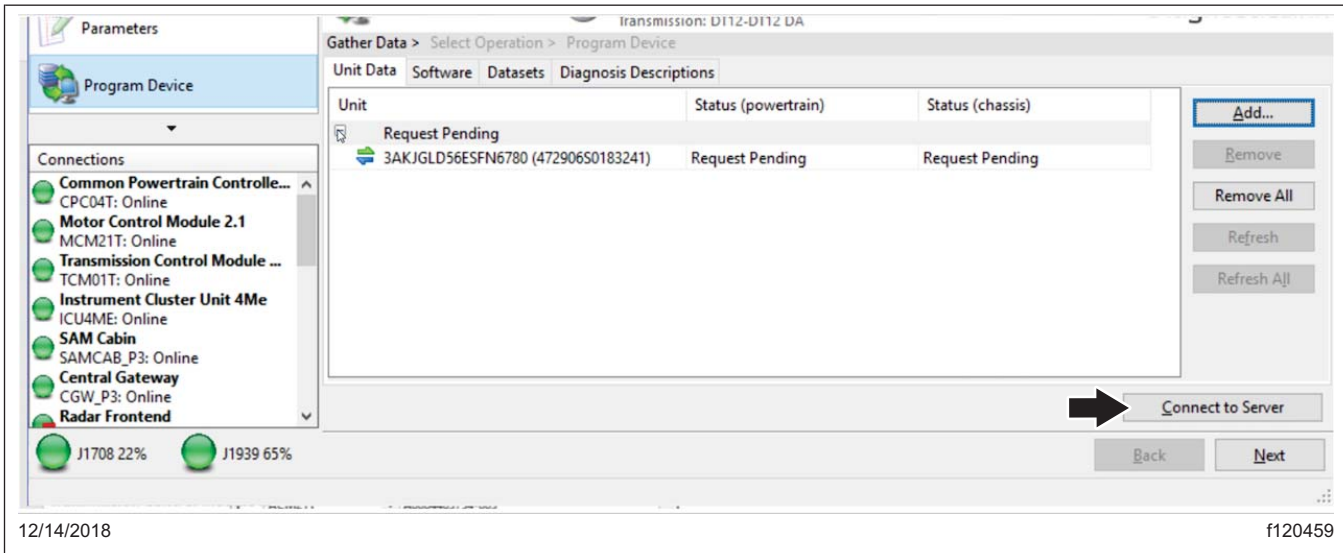 Parameters
Transmission: DT12-DT12 DA
Gather Data > Select Operation > Program Device
Program Device
Unit Data Software Datasets Diagnosis Descriptions
Unit Status (powertrain) Status (chassis)
Request Pending
3AKJGLD56ESFN6780 (472906S0183241) Request Pending Request Pending
Add...
Remove
Remove All
Refresh
Refresh All
Connections
Common Powertrain Controlle...
CPC04T: Online
Motor Control Module 2.1
MCM21T: Online
Transmission Control Module ...
TCM01T: Online
Instrument Cluster Unit 4Me
ICU4ME: Online
SAM Cabin
SAMCAB_P3: Online
Central Gateway
CGW_P3: Online
Radar Frontend
Connect to Server
J1708 22% J1939 65%
Back Next
12/14/2018 f120459